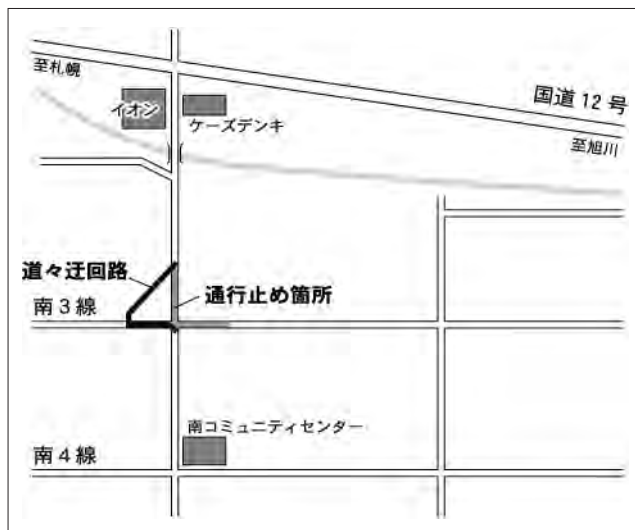 至札幌
国道12号
イオン
ケーズデンキ
至旭川
道々迂回路
通行止め箇所
南3線
南コミュニティセンター
南4線